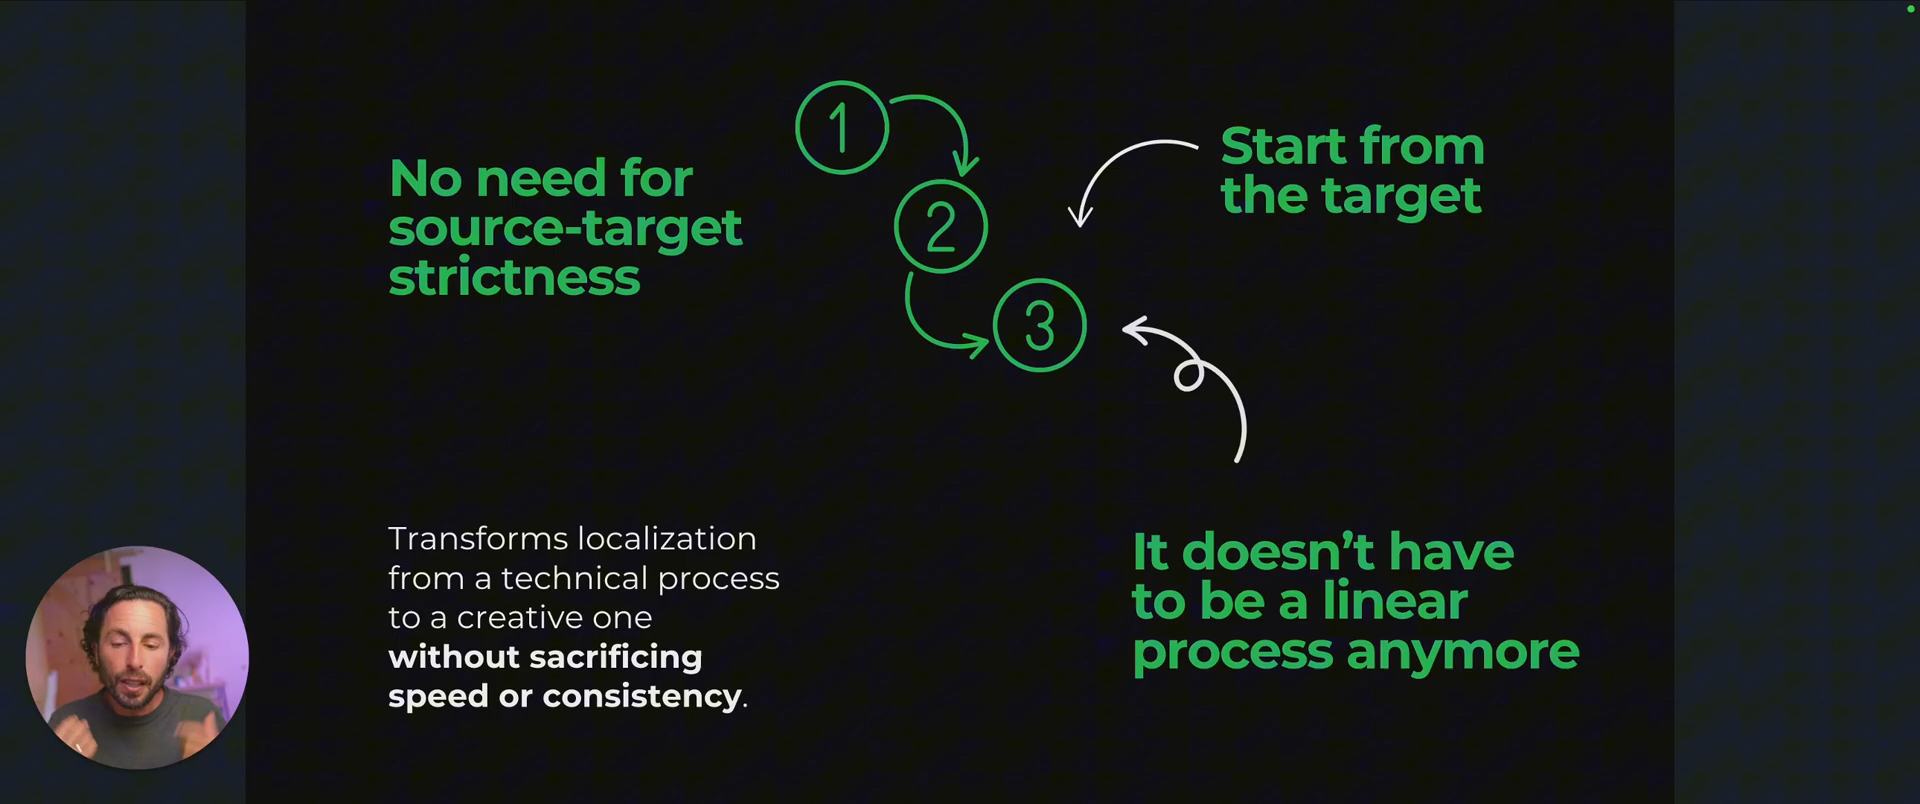 No need for
source-target
strictness
1
2
3
Start from
the target
Transforms localization
from a technical process
to a creative one
without sacrificing
speed or consistency.
It doesn’t have
to be a linear
process anymore